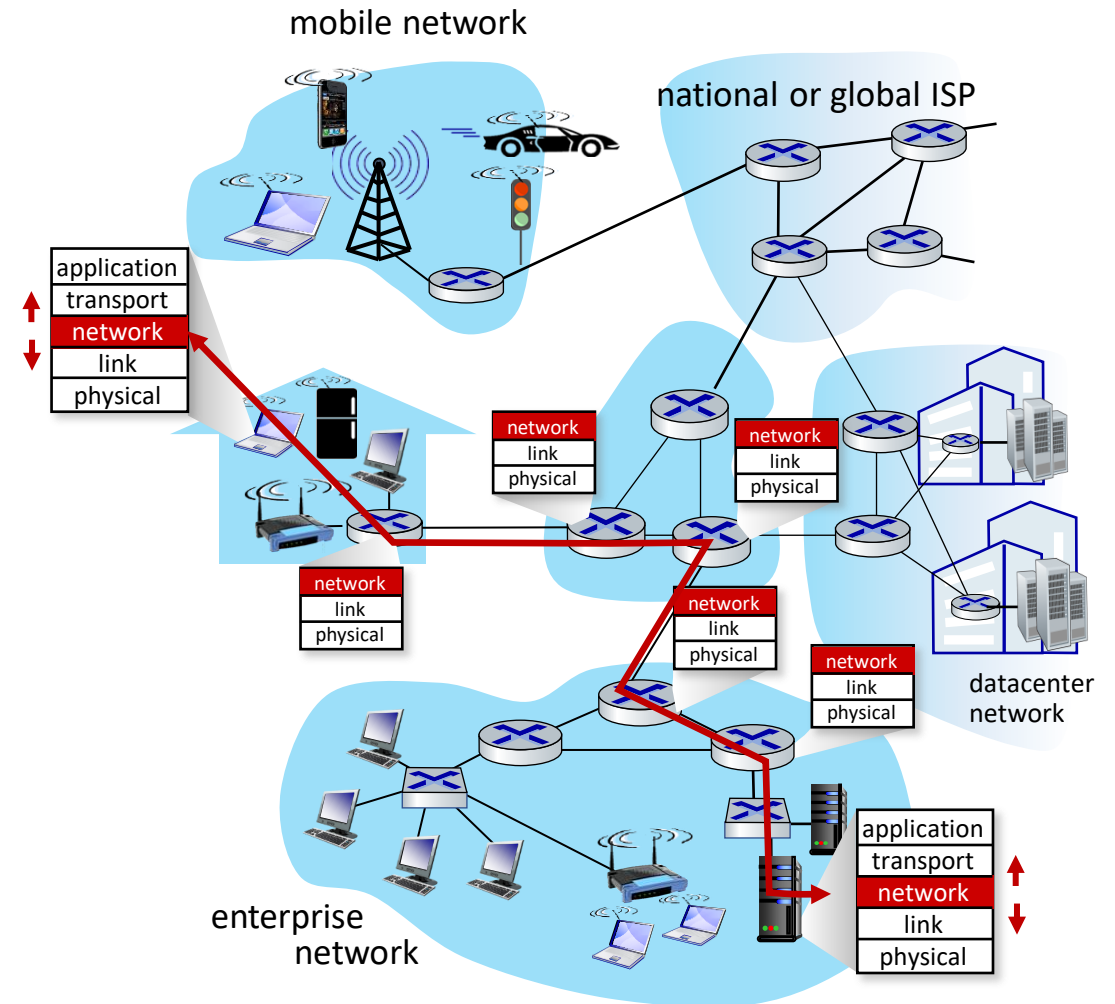 mobile network
national or global ISP
application
transport
network
link
physical
network
link
physical
network
link
physical
network
link
physical
network
link
physical
network
link
physical
datacenter
network
application
transport
network
link
physical
enterprise
network